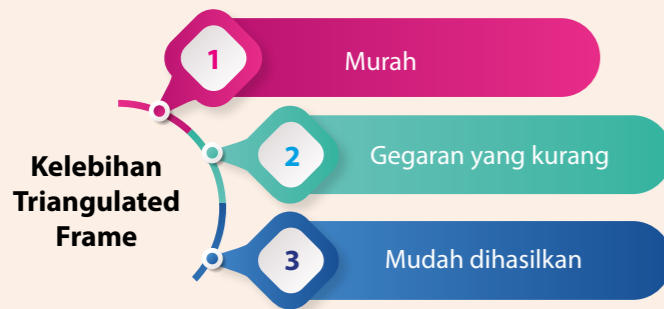 Kelebihan
Triangulated
Frame
1
Murah
2
Gegaran yang kurang
3
Mudah dihasilkan